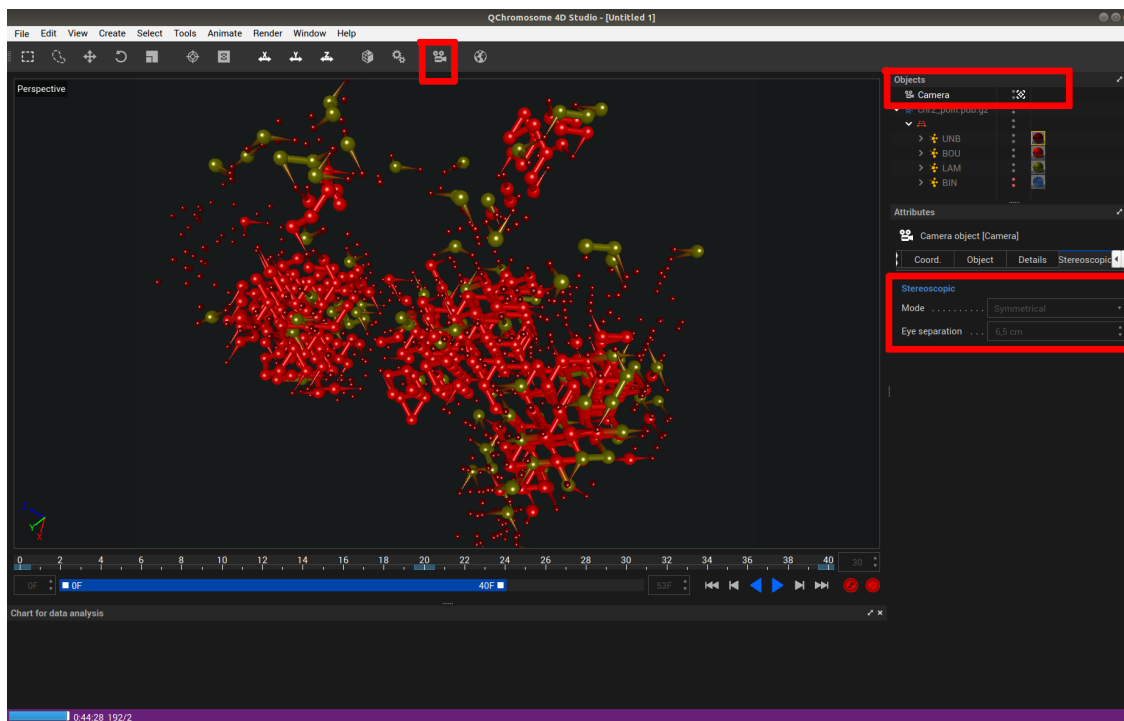 QChromosome 4D Studio - [Untitled 1]
File Edit View Create Select Tools Animate Render Window Help
X Y Z
Perspective
Objects
Camera
chr2_pom.pdb.gz
UNB
BOU
LAM
BIN
Attributes
Camera object [Camera]
Coord. Object Details Stereoscopic
Stereoscopic
Mode .......... Symmetrical
Eye separation ... 6,5 cm
Y
X
0 2 4 6 8 10 12 14 16 18 20 22 24 26 28 30 32 34 36 38 40 30
0F 0F 40F 53F
Chart for data analysis
0:44:28 192/2